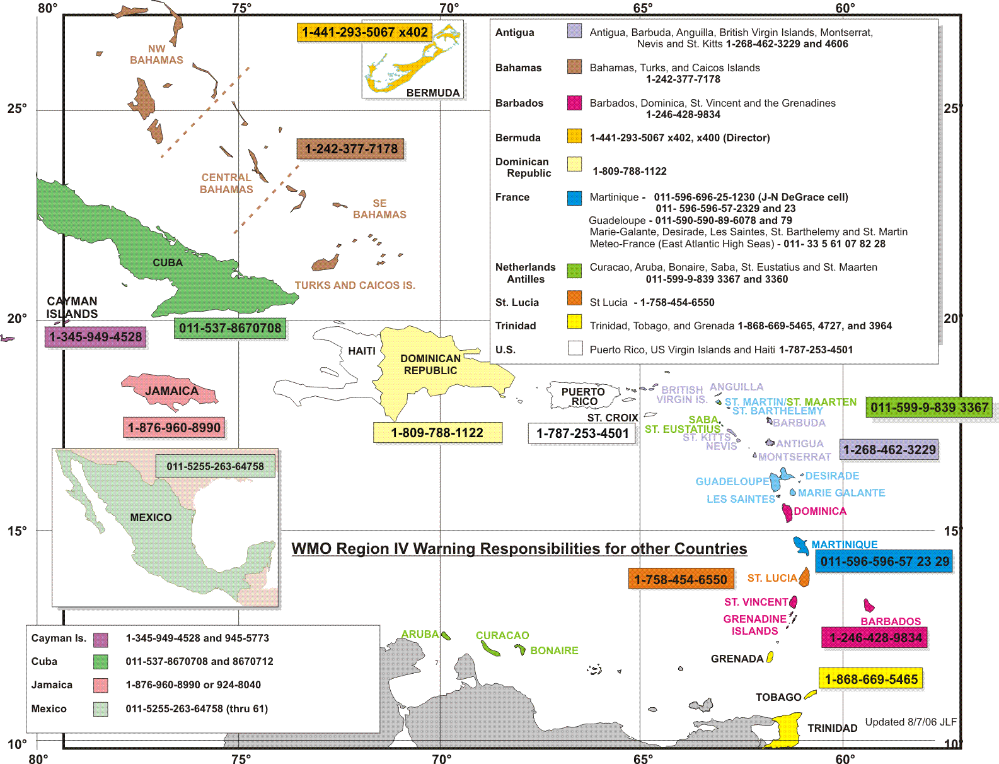 80° 75° 70° 65° 60°
1-441-293-5067 x402
BERMUDA
NW
BAHAMAS
25° 25°
1-242-377-7178
CENTRAL
BAHAMAS
SE
BAHAMAS
CUBA
TURKS AND CAICOS IS.
CAYMAN
ISLANDS
20° 20°
1-345-949-4528
011-537-8670708
HAITI
DOMINICAN
REPUBLIC
JAMAICA
1-876-960-8990
1-809-788-1122
PUERTO
RICO
ST. CROIX
1-787-253-4501
Antigua Antigua, Barbuda, Anguilla, British Virgin Islands, Montserrat,
Nevis and St. Kitts 1-268-462-3229 and 4606
Bahamas Bahamas, Turks, and Caicos Islands
1-242-377-7178
Barbados Barbados, Dominica, St. Vincent and the Grenadines
1-246-428-9834
Bermuda 1-441-293-5067 x402, x400 (Director)
Dominican
Republic 1-809-788-1122
France Martinique - 011-596-696-25-1230 (J-N DeGrace cell)
011- 596-596-57-2329 and 23
Guadeloupe - 011-590-590-89-6078 and 79
Marie-Galante, Desirade, Les Saintes, St. Barthelemy and St. Martin
Meteo-France (East Atlantic High Seas) - 011- 33 5 61 07 82 28
Netherlands Curacao, Aruba, Bonaire, Saba, St. Eustatius and St. Maarten
Antilles 011-599-9-839 3367 and 3360
St. Lucia St Lucia - 1-758-454-6550
Trinidad Trinidad, Tobago, and Grenada 1-868-669-5465, 4727, and 3964
U.S. Puerto Rico, US Virgin Islands and Haiti 1-787-253-4501
BRITISH
VIRGIN IS.
ANGUILLA
ST. MARTIN/ST. MAARTEN
ST. BARTHELEMY
011-599-9-839 3367
SABA
ST. EUSTATIUS
BARBUDA
ST. KITTS
NEVIS
ANTIGUA
1-268-462-3229
MONTSERRAT
GUADELOUPE
DESIRADE
MARIE GALANTE
LES SAINTES
DOMINICA
011-5255-263-64758
MEXICO
15° 15°
WMO Region IV Warning Responsibilities for other Countries
MARTINIQUE
011-596-596-57 23 29
1-758-454-6550
ST. LUCIA
ST. VINCENT
GRENADINE
ISLANDS
BARBADOS
1-246-428-9834
GRENADA
1-868-669-5465
TOBAGO
TRINIDAD
Updated 8/7/06 JLF
ARUBA
CURACAO
BONAIRE
7
Cayman Is. 1-345-949-4528 and 945-5773
Cuba 011-537-8670708 and 8670712
Jamaica 1-876-960-8990 or 924-8040
Mexico 011-5255-263-64758 (thru 61)
10° 10°
80° 75° 70° 65° 60°